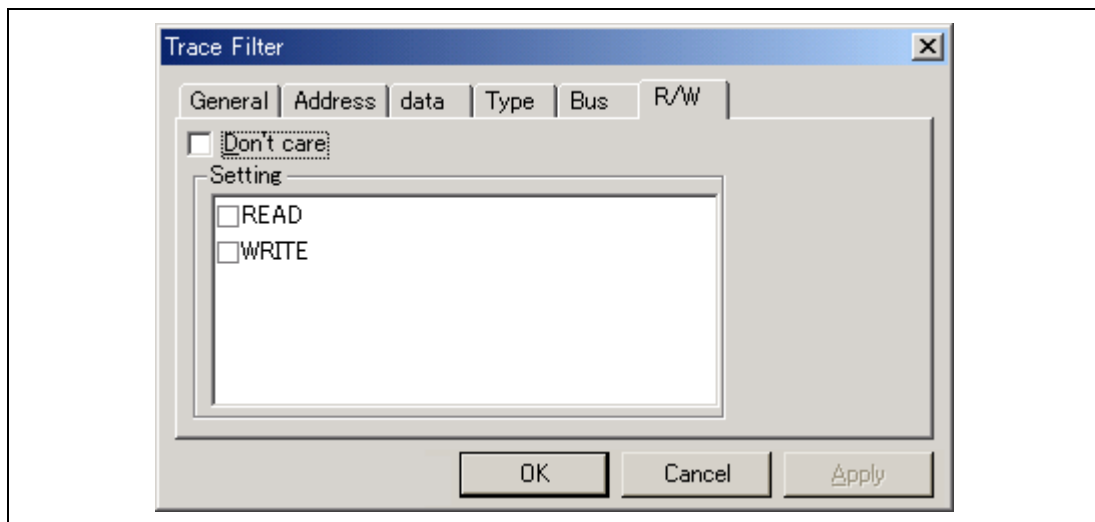 Trace Filter
General Address data Type Bus R/W
Don't care
Setting
READ
WRITE
OK Cancel Apply